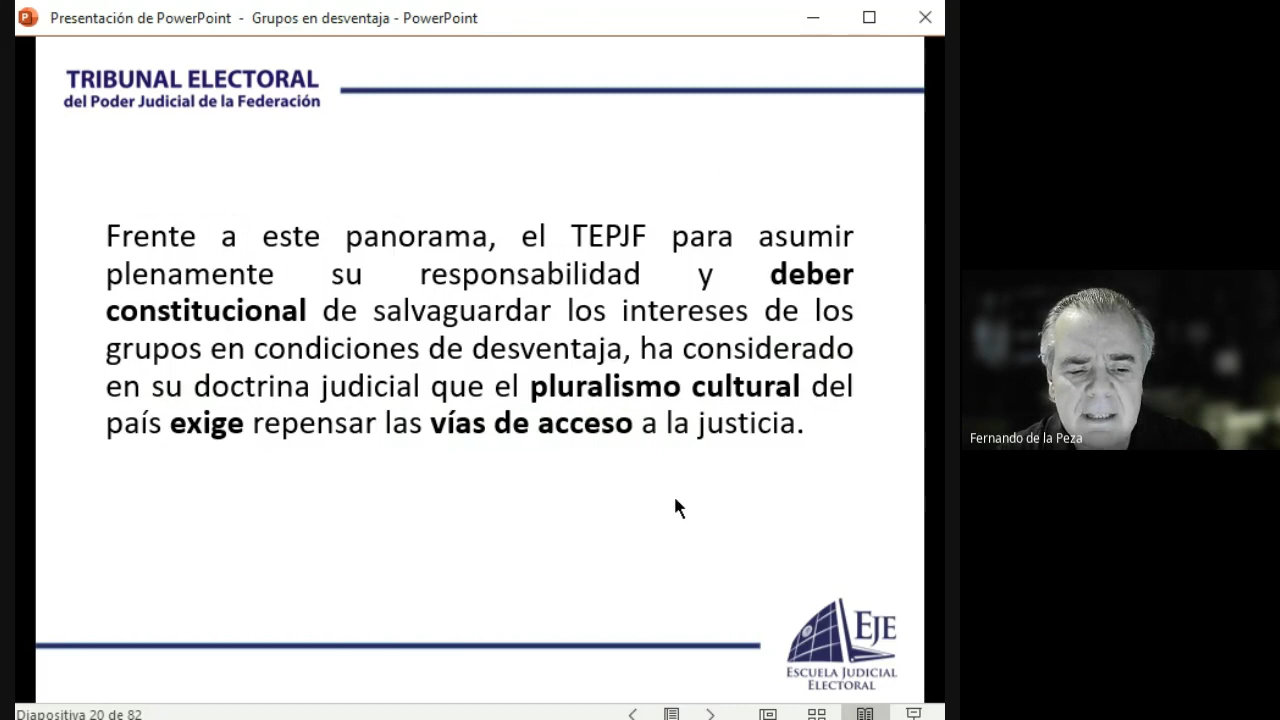 Presentación de PowerPoint - Grupos en desventaja - PowerPoint
TRIBUNAL ELECTORAL
del Poder Judicial de la Federación
Frente a este panorama, el TEPJF para asumir
plenamente su responsabilidad y deber
constitucional de salvaguardar los intereses de los
grupos en condiciones de desventaja, ha considerado
en su doctrina judicial que el pluralismo cultural del
país exige repensar las vías de acceso a la justicia.
Fernando de la Peza
EJE
ESCUELA JUDICIAL
ELECTORAL
Diapositiva 20 de 82